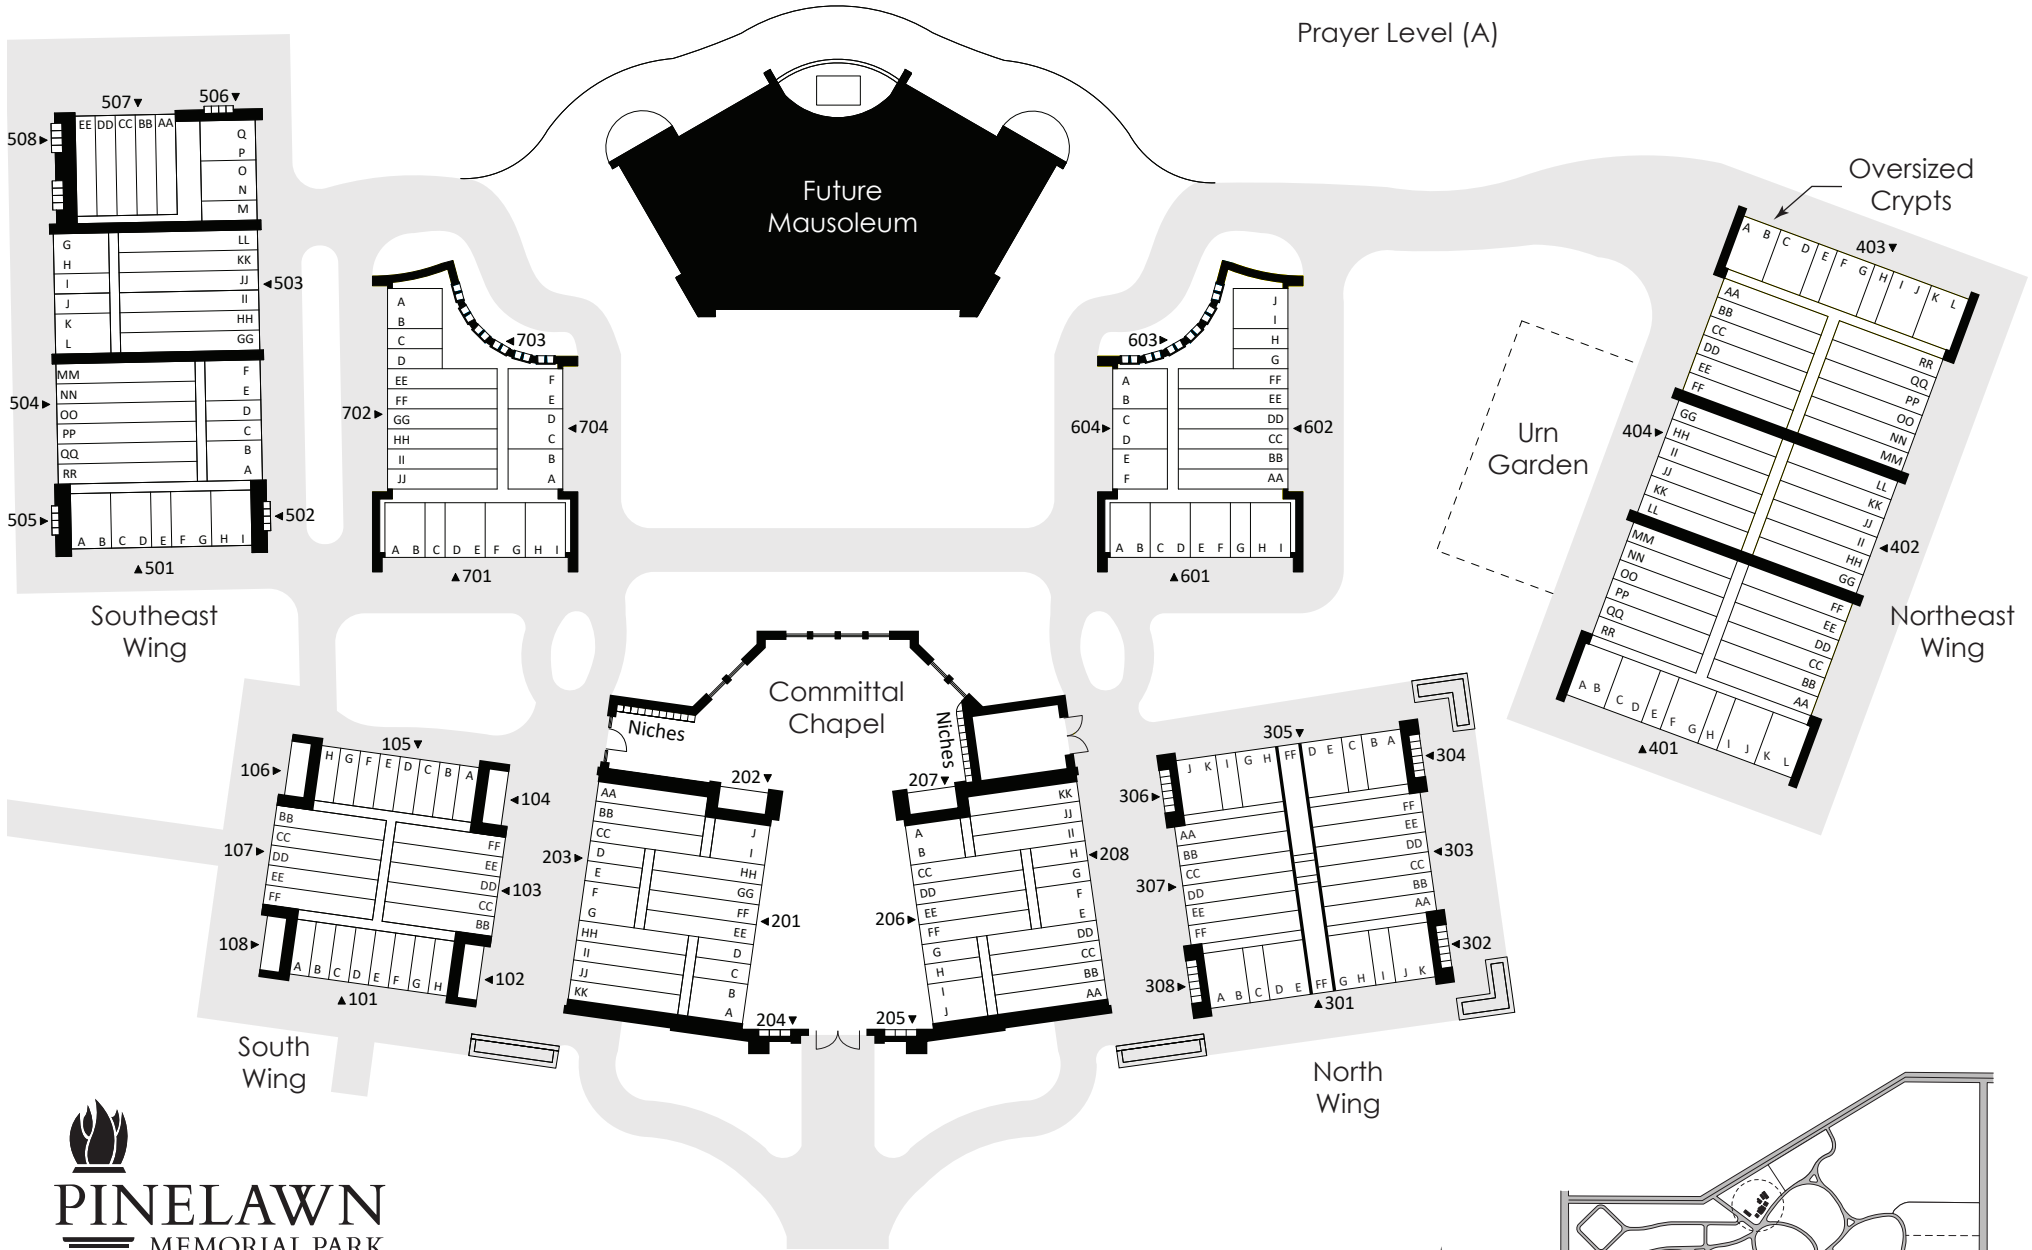 Prayer Level (A)
Future
Mausoleum
Oversized
Crypts
507▼
506▼
508▶
EE DD CC BB AA
Q
P
O
N
M
G
H
I
J
K
L
LL
KK
JJ
II
HH
GG
◀503
504▶
MM
NN
OO
PP
QQ
RR
F
E
D
C
B
A
505▶
◀502
A B C D E F G H I
▲501
Southeast
Wing
A
B
C
D
EE
FF
GG
HH
II
JJ
702▶
◀703
F
E
D
C
B
A
◀704
A B C D E F G H I
▲701
603▶
J
I
H
G
FF
EE
DD
CC
BB
AA
◀602
604▶
A
B
C
D
E
F
A B C D E F G H I
▲601
Urn
Garden
403▼
A B C D E F G H I J K L
AA
BB
CC
DD
EE
FF
GG
HH
II
JJ
KK
LL
MM
NN
OO
PP
QQ
RR
404▶
RR
QQ
PP
OO
NN
MM
LL
KK
JJ
II
HH
GG
FF
EE
DD
CC
BB
AA
◀402
A B C D E F G H I J K L
▲401
Northeast
Wing
Committal
Chapel
Niches
Niches
105▼
106▶
H G F E D C B A
◀104
107▶
BB
CC
DD
EE
FF
FF
EE
DD
CC
BB
◀103
108▶
A B C D E F G H
◀102
▲101
South
Wing
202▼
203▶
AA
BB
CC
D
E
F
G
HH
II
JJ
KK
J
I
HH
GG
FF
EE
D
C
B
A
◀201
204▼
207▼
A
B
CC
DD
EE
FF
G
H
I
J
206▶
KK
JJ
II
H
G
F
E
DD
CC
BB
AA
◀208
205▼
305▼
J K I G H FF D E C B A
◀304
306▶
AA
BB
CC
DD
EE
FF
307▶
FF
EE
DD
CC
BB
AA
◀303
◀302
308▶
A B C D E FF G H I J K
▲301
North
Wing
PINELAWN
MEMORIAL PARK